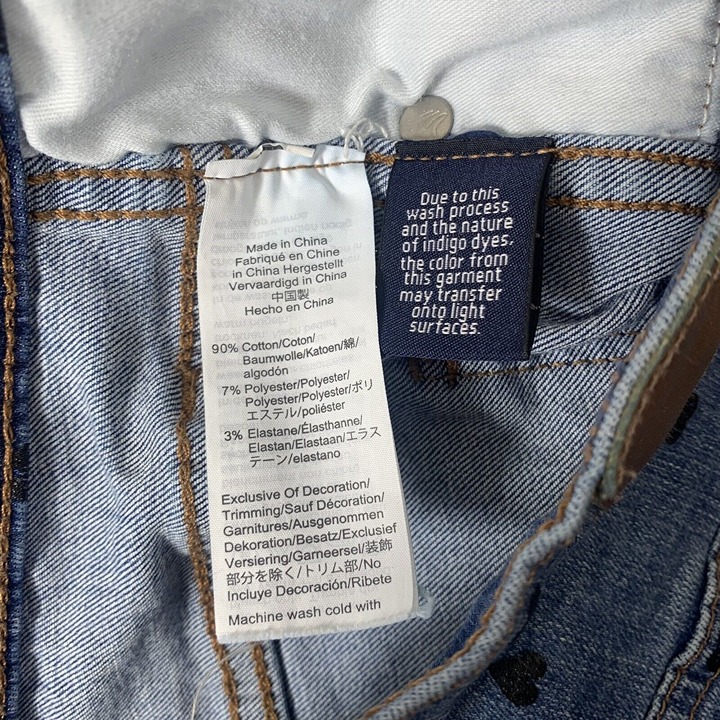 Made in China
Fabriqué en Chine
in China Hergestellt
Vervaardigd in China
中国製
Hecho en China
90% Cotton/Coton/
Baumwolle/Katoen/綿/
algodón
7% Polyester/Polyester/
Polyester/Polyester/ポリ
エステル/poliéster
3% Elastane/Élasthanne/
Elastan/Elastaan/エラス
テーン/elastano
Exclusive Of Decoration/
Trimming/Sauf Décoration/
Garnitures/Ausgenommen
Dekoration/Besatz/Exclusief
Versiering/Garneersel/装飾
部分を除く/トリム部/No
Incluye Decoración/Ribete
Machine wash cold with
Due to this
wash process
and the nature
of indigo dyes,
the color from
this garment
may transfer
onto light
surfaces.